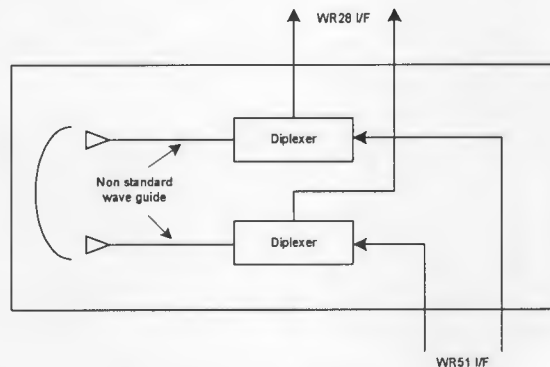 WR28 I/F
Diplexer
Non standard
wave guide
Diplexer
WR51 I/F